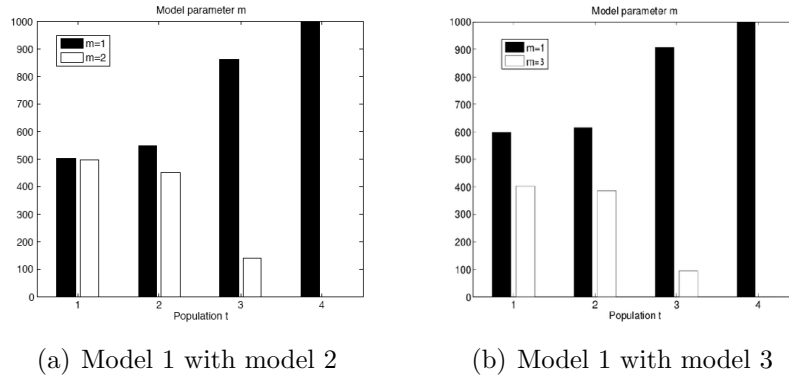 Model parameter m
1000
900
800
700
600
500
400
300
200
100
0
m=1
m=2
1 2 3 4
Population t
(a) Model 1 with model 2
Model parameter m
1000
900
800
700
600
500
400
300
200
100
0
m=1
m=3
1 2 3 4
Population t
(b) Model 1 with model 3